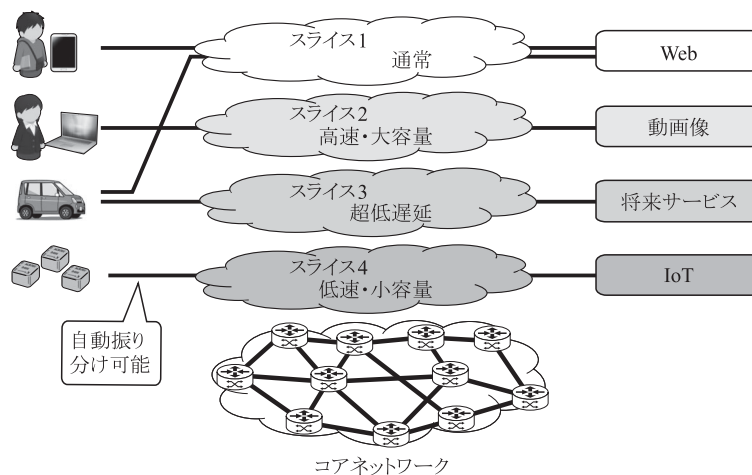 スライス1
通常
Web
スライス2
高速・大容量
動画像
スライス3
超低遅延
将来サービス
スライス4
低速・小容量
IoT
自動振り
分け可能
コアネットワーク